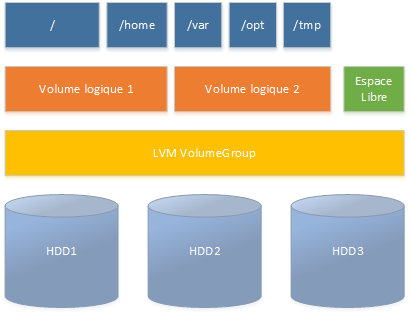 /
/home
/var
/opt
/tmp
Volume logique 1
Volume logique 2
Espace
Libre
LVM VolumeGroup
HDD1
HDD2
HDD3